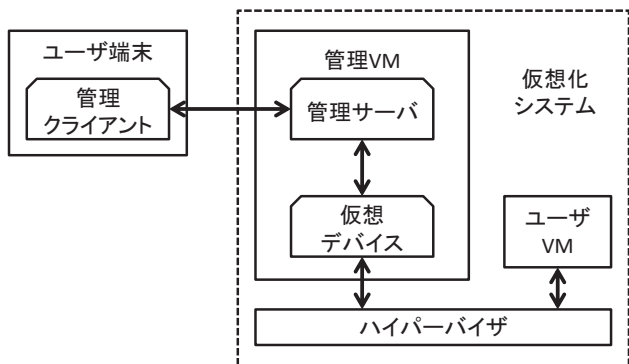 ユーザ端末
管理
クライアント
管理VM
管理サーバ
仮想
デバイス
仮想化
システム
ユーザ
VM
ハイパーバイザ